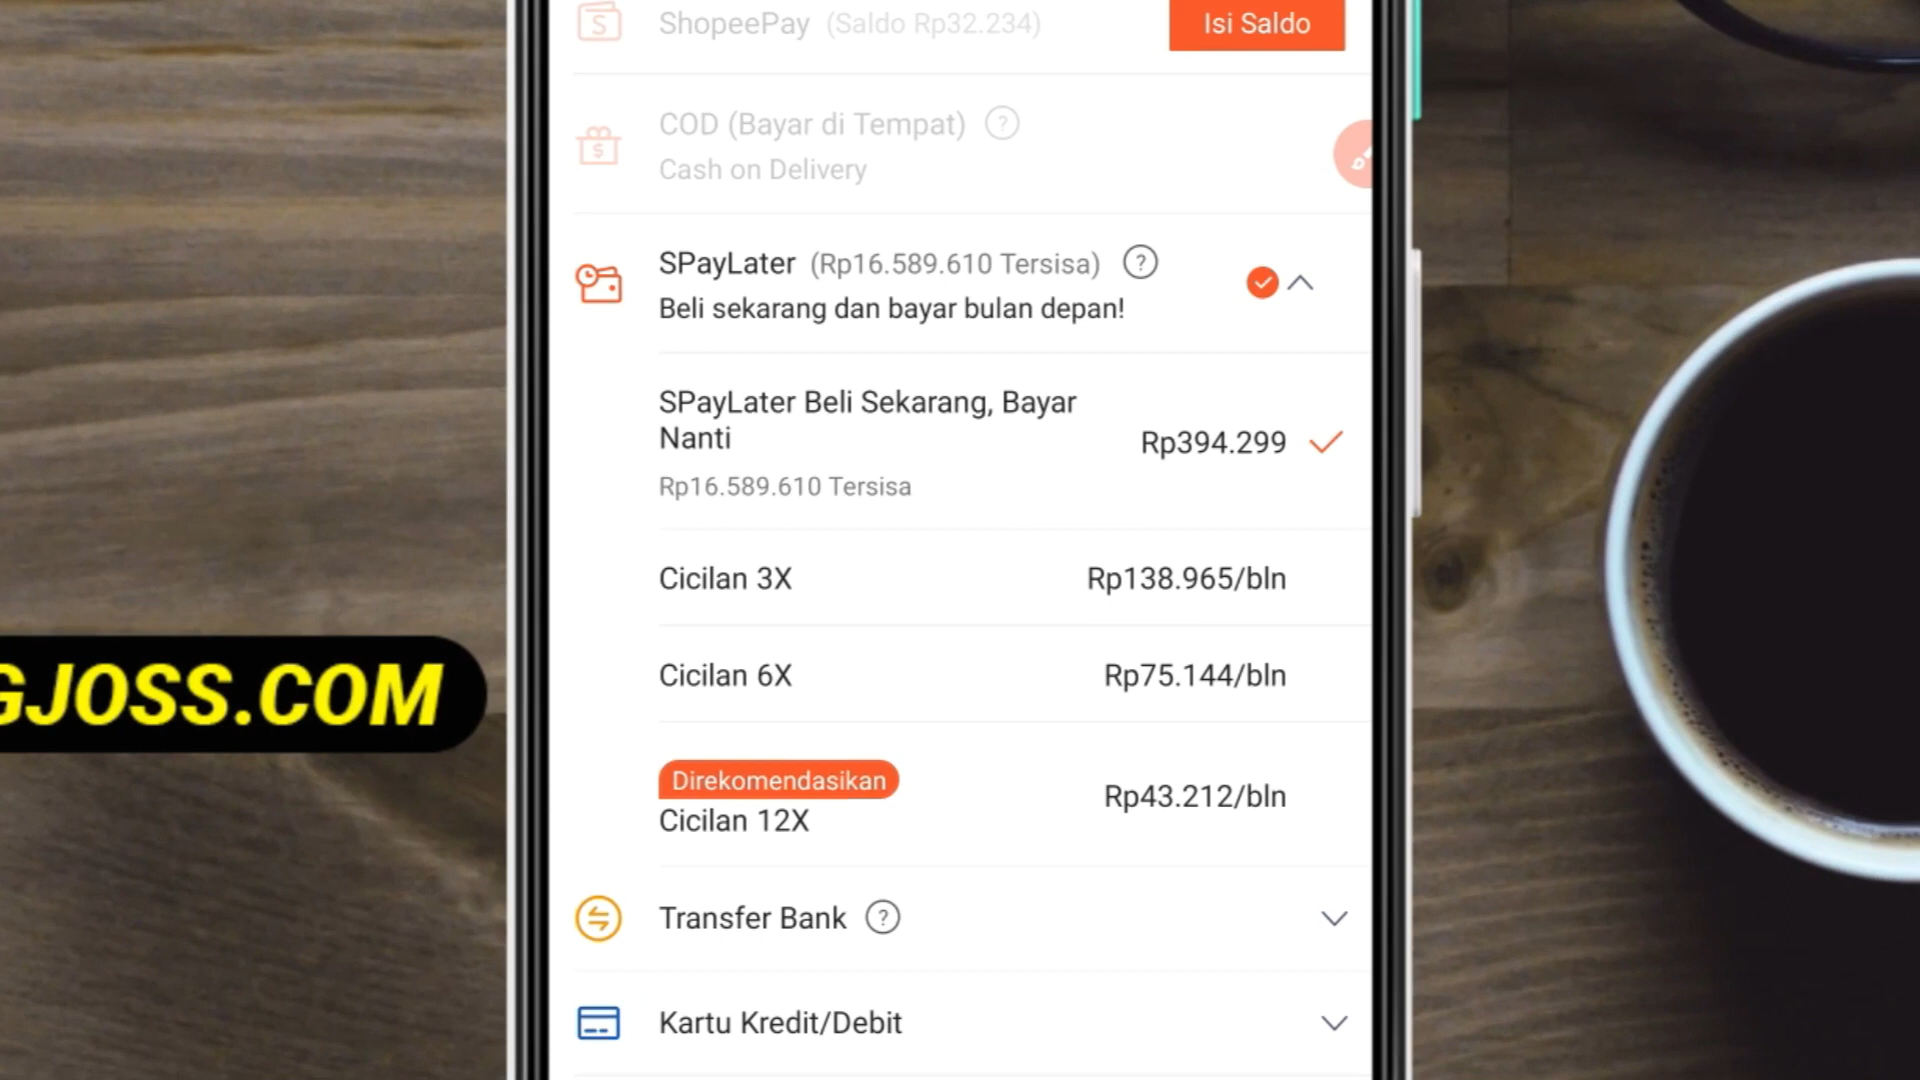 ShopeePay (Saldo Rp32.234)
Isi Saldo
COD (Bayar di Tempat) ?
Cash on Delivery
SPayLater (Rp16.589.610 Tersisa) ?
Beli sekarang dan bayar bulan depan!
SPayLater Beli Sekarang, Bayar
Nanti
Rp394.299
Rp16.589.610 Tersisa
Cicilan 3X
Rp138.965/bln
Cicilan 6X
Rp75.144/bln
GJOSS.COM
Direkomendasikan
Cicilan 12X
Rp43.212/bln
Transfer Bank ?
Kartu Kredit/Debit